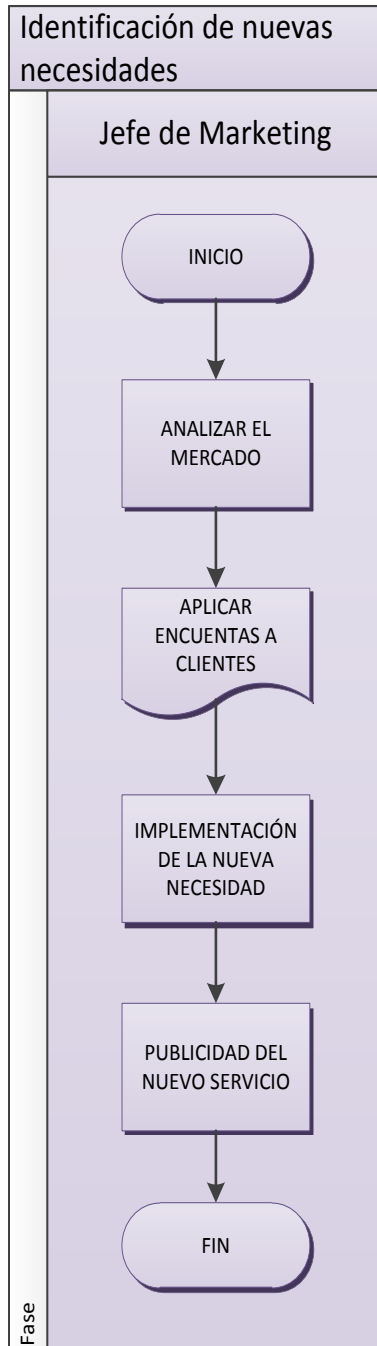 Identificación de nuevas
necesidades
Jefe de Marketing
INICIO
ANALIZAR EL
MERCADO
APLICAR
ENCUENTAS A
CLIENTES
IMPLEMENTACIÓN
DE LA NUEVA
NECESIDAD
PUBLICIDAD DEL
NUEVO SERVICIO
FIN
Fase